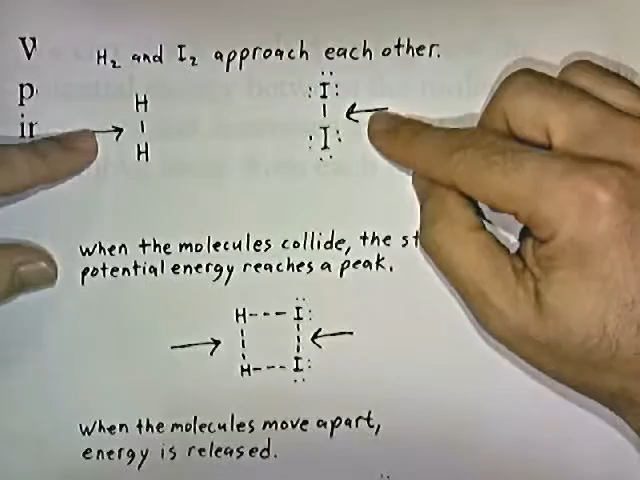 H₂ and I₂ approach each other.
H
H
:I:
:I:
When the molecules collide, the
potential energy reaches a peak.
H---I:
H---I:
When the molecules move apart,
energy is released.